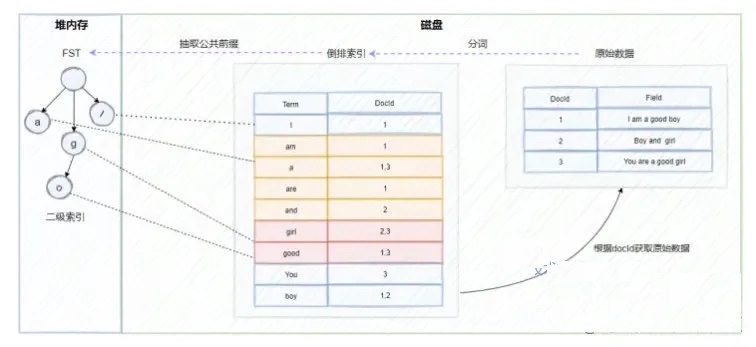 堆内存
磁盘
FST
抽取公共前缀
倒排索引
分词
原始数据
Term DocId
I 1
am 1
a 1,3
are 1
and 2
girl 2,3
good 1,3
You 3
boy 1,2
DocId Field
1 I am a good boy
2 Boy and girl
3 You are a good girl
/
a
g
o
二级索引
根据docId获取原始数据